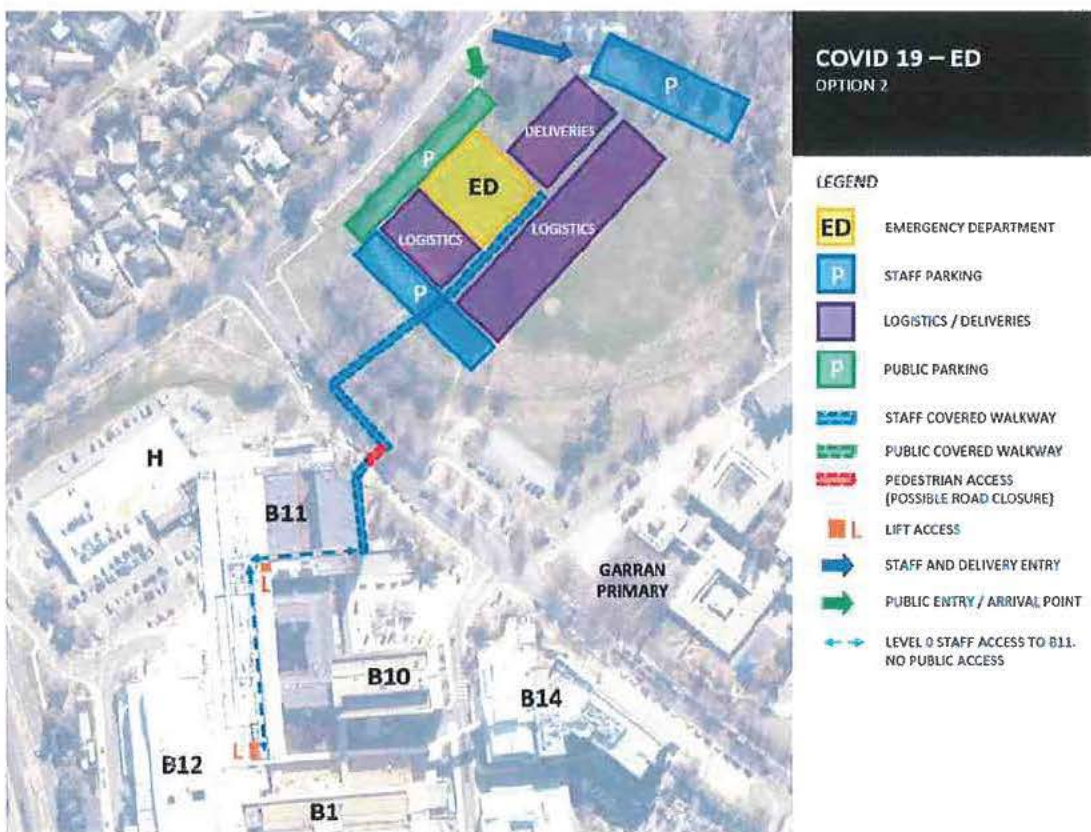 COVID 19 – ED
OPTION 2
LEGEND
ED EMERGENCY DEPARTMENT
P STAFF PARKING
LOGISTICS / DELIVERIES
P PUBLIC PARKING
STAFF COVERED WALKWAY
PUBLIC COVERED WALKWAY
PEDESTRIAN ACCESS
(POSSIBLE ROAD CLOSURE)
L LIFT ACCESS
STAFF AND DELIVERY ENTRY
PUBLIC ENTRY / ARRIVAL POINT
LEVEL 0 STAFF ACCESS TO B11.
NO PUBLIC ACCESS
P
DELIVERIES
P
ED
LOGISTICS
LOGISTICS
P
H
B11
L
GARRAN
PRIMARY
B10
B14
L
B12
B1